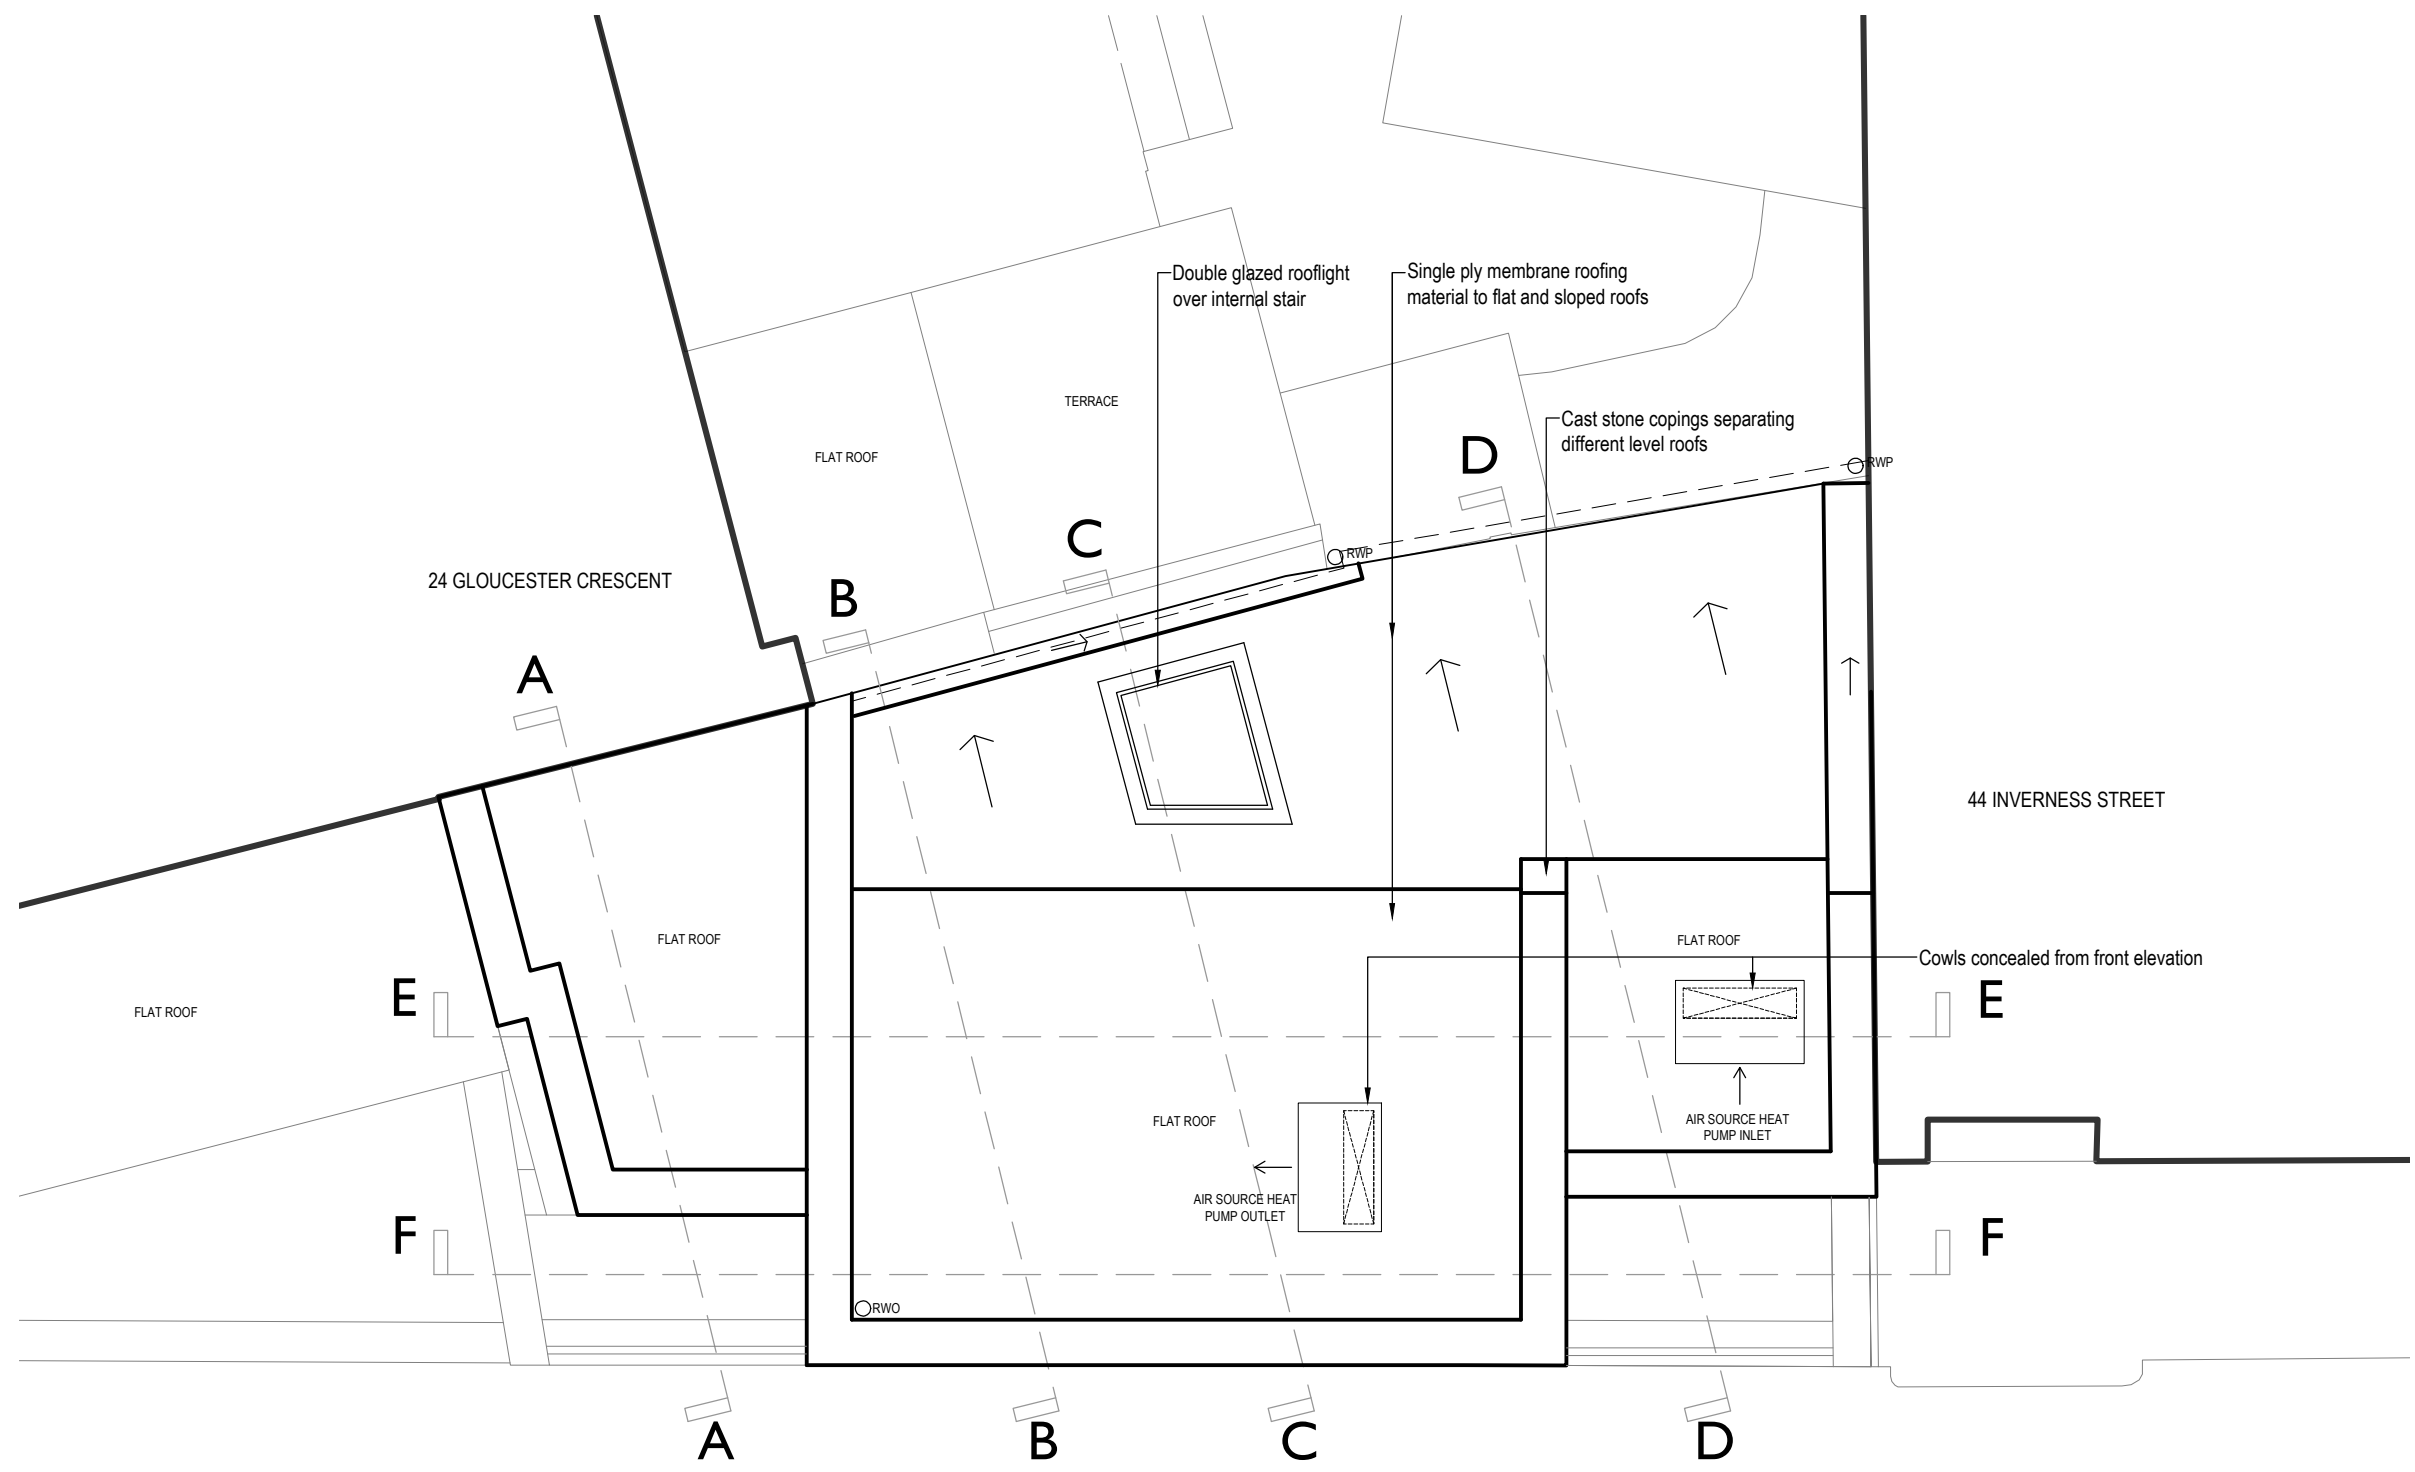 Double glazed rooflight
over internal stair
Single ply membrane roofing
material to flat and sloped roofs
TERRACE
Cast stone copings separating
different level roofs
D
FLAT ROOF
RWP
C
RWP
24 GLOUCESTER CRESCENT
B
A
44 INVERNESS STREET
FLAT ROOF
FLAT ROOF
Cowls concealed from front elevation
E
E
FLAT ROOF
FLAT ROOF
AIR SOURCE HEAT
PUMP INLET
AIR SOURCE HEAT
PUMP OUTLET
F
F
RWO
A
B
C
D